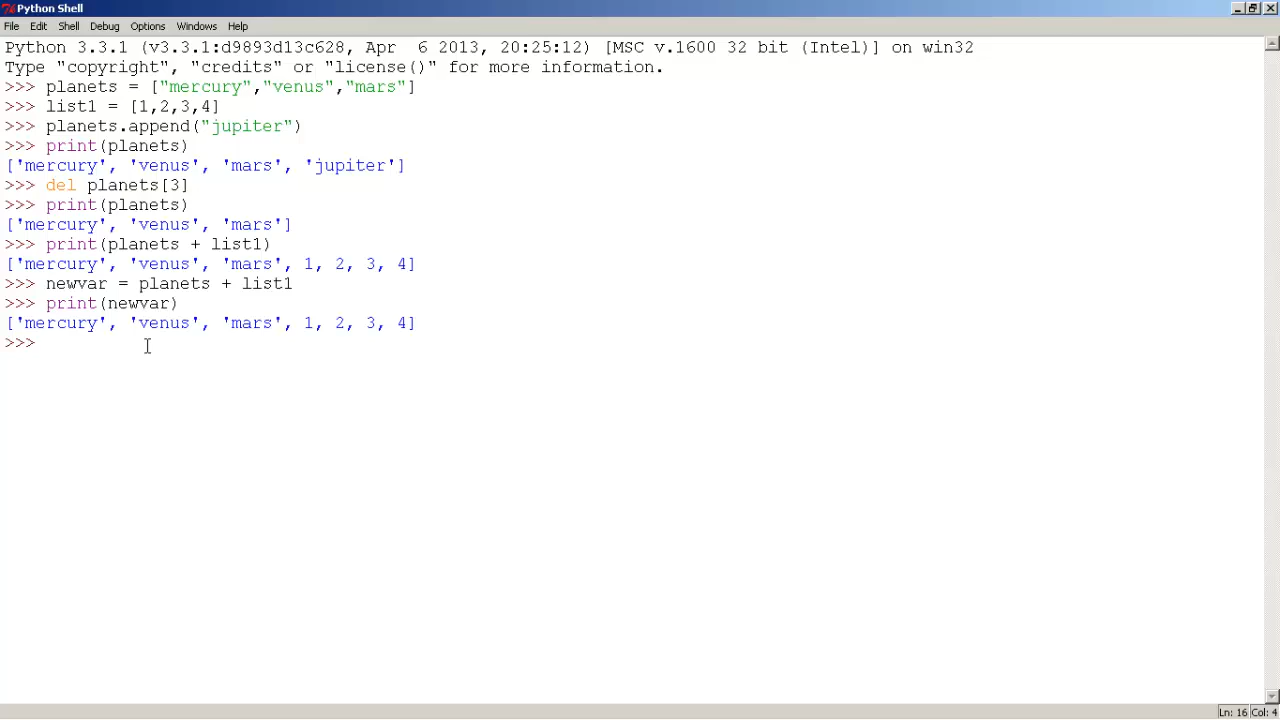 Python Shell
File Edit Shell Debug Options Windows Help
Python 3.3.1 (v3.3.1:d9893d13c628, Apr  6 2013, 20:25:12) [MSC v.1600 32 bit (Intel)] on win32
Type "copyright", "credits" or "license()" for more information.
>>> planets = ["mercury","venus","mars"]
>>> list1 = [1,2,3,4]
>>> planets.append("jupiter")
>>> print(planets)
['mercury', 'venus', 'mars', 'jupiter']
>>> del planets[3]
>>> print(planets)
['mercury', 'venus', 'mars']
>>> print(planets + list1)
['mercury', 'venus', 'mars', 1, 2, 3, 4]
>>> newvar = planets + list1
>>> print(newvar)
['mercury', 'venus', 'mars', 1, 2, 3, 4]
>>>
Ln: 16 Col: 4